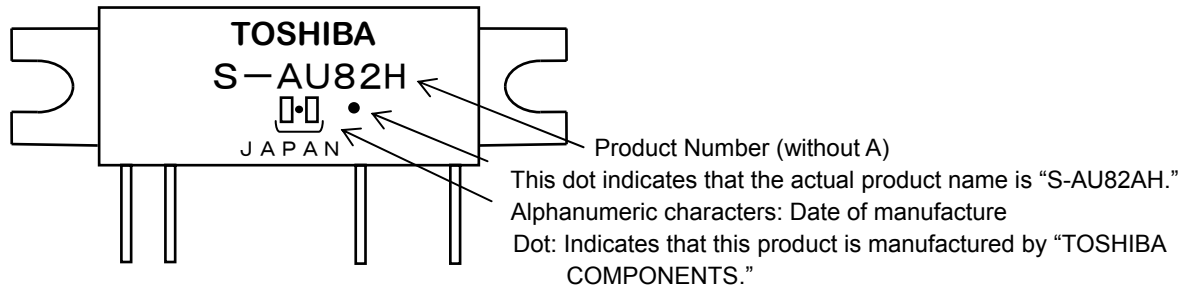 TOSHIBA
S－AU82H
JAPAN
Product Number (without A)
This dot indicates that the actual product name is “S-AU82AH.”
Alphanumeric characters: Date of manufacture
Dot: Indicates that this product is manufactured by “TOSHIBA
COMPONENTS.”